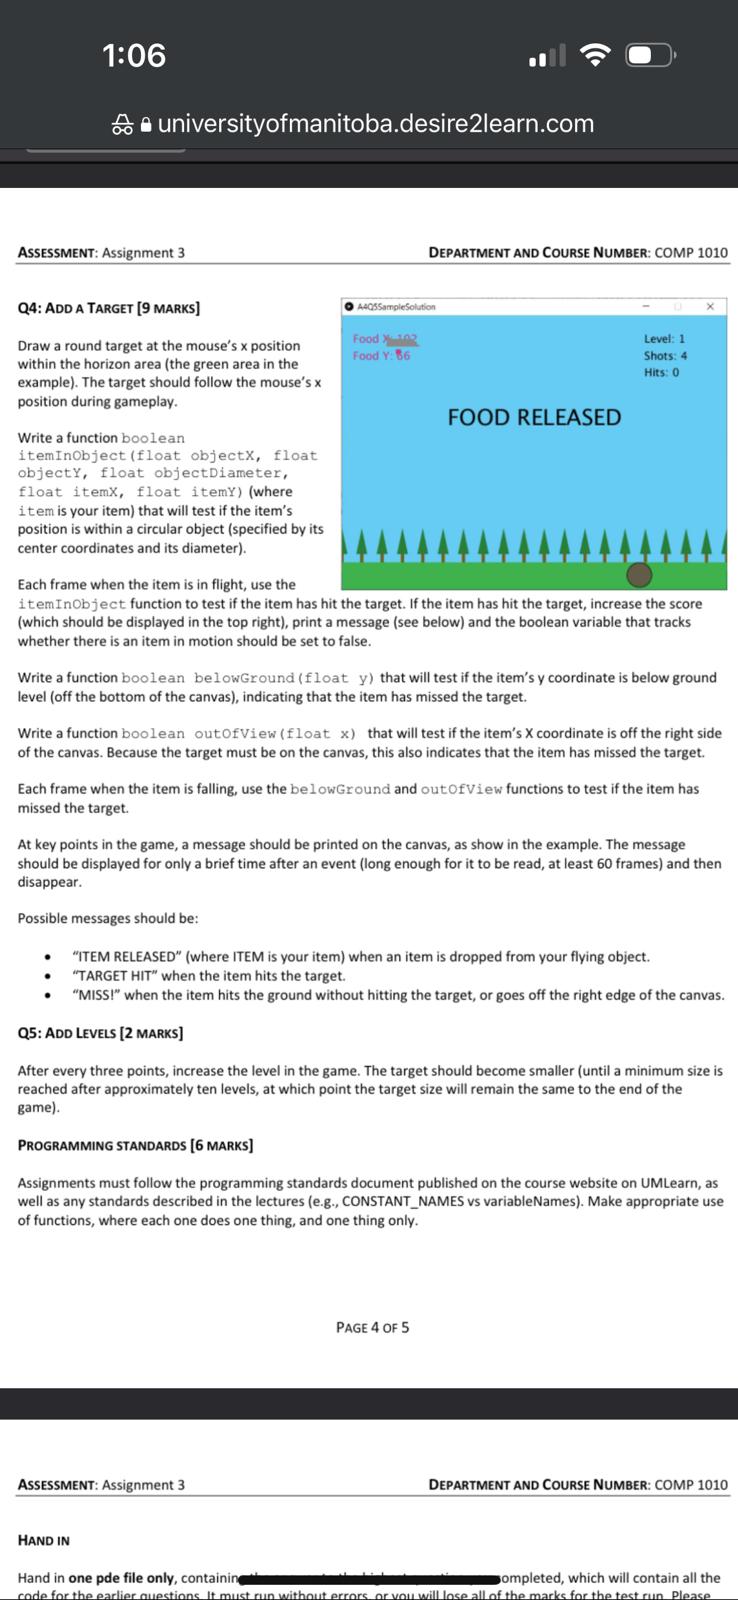 1:06
universityofmanitoba.desire2learn.com
ASSESSMENT: Assignment 3
DEPARTMENT AND COURSE NUMBER: COMP 1010
Q4: ADD A TARGET [9 MARKS]
Draw a round target at the mouse's x position
within the horizon area (the green area in the
example). The target should follow the mouse's x
position during gameplay.
Write a function boolean
itemInObject(float objectX, float
objectY, float objectDiameter,
float itemX, float itemY) (where
item is your item) that will test if the item's
position is within a circular object (specified by its
center coordinates and its diameter).
A4Q5SampleSolution
Food
Food Y:
Level: 1
Shots: 4
Hits: 0
FOOD RELEASED
Each frame when the item is in flight, use the
itemInObject function to test if the item has hit the target. If the item has hit the target, increase the score
(which should be displayed in the top right), print a message (see below) and the boolean variable that tracks
whether there is an item in motion should be set to false.
Write a function boolean belowGround(float y) that will test if the item's y coordinate is below ground
level (off the bottom of the canvas), indicating that the item has missed the target.
Write a function boolean outOfView(float x) that will test if the item's X coordinate is off the right side
of the canvas. Because the target must be on the canvas, this also indicates that the item has missed the target.
Each frame when the item is falling, use the belowGround and outOfView functions to test if the item has
missed the target.
At key points in the game, a message should be printed on the canvas, as show in the example. The message
should be displayed for only a brief time after an event (long enough for it to be read, at least 60 frames) and then
disappear.
Possible messages should be:
• "ITEM RELEASED" (where ITEM is your item) when an item is dropped from your flying object.
• "TARGET HIT" when the item hits the target.
• "MISS!" when the item hits the ground without hitting the target, or goes off the right edge of the canvas.
Q5: ADD LEVELS [2 MARKS]
After every three points, increase the level in the game. The target should become smaller (until a minimum size is
reached after approximately ten levels, at which point the target size will remain the same to the end of the
game).
PROGRAMMING STANDARDS [6 MARKS]
Assignments must follow the programming standards document published on the course website on UMLearn, as
well as any standards described in the lectures (e.g., CONSTANT_NAMES vs variableNames). Make appropriate use
of functions, where each one does one thing, and one thing only.
PAGE 4 OF 5
ASSESSMENT: Assignment 3
DEPARTMENT AND COURSE NUMBER: COMP 1010
HAND IN
Hand in one pde file only, containing ompleted, which will contain all the
code for the earlier questions. It must run without errors, or you will lose all of the marks for the test run. Please